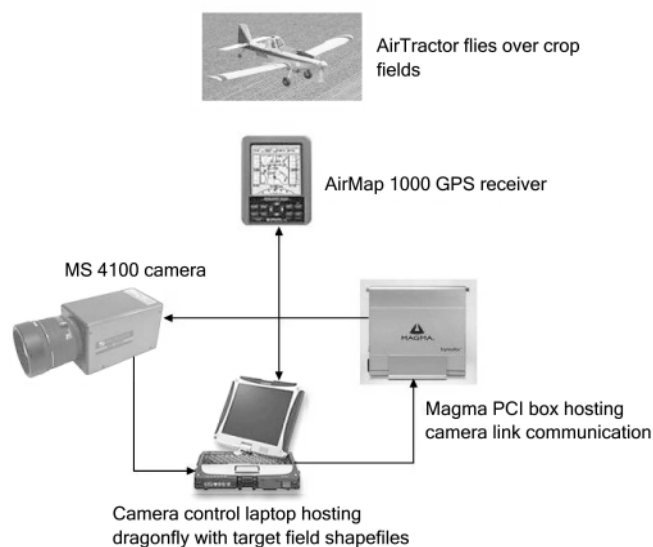 AirTractor flies over crop
fields
AirMap 1000 GPS receiver
MS 4100 camera
MAGMA
Magma PCI box hosting
camera link communication
Camera control laptop hosting
dragonfly with target field shapefiles